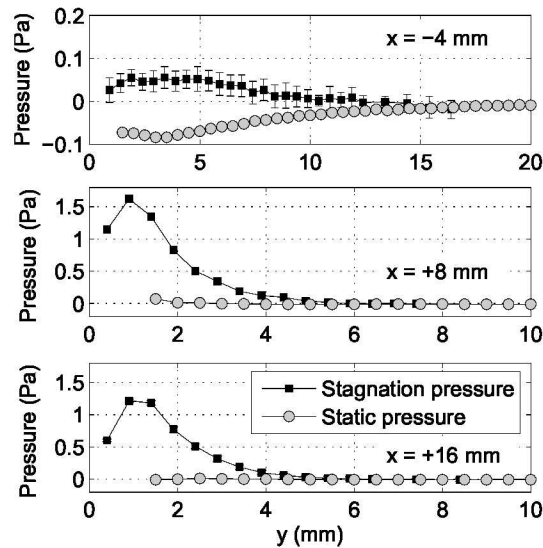 Pressure (Pa)
0.2
0.1
0
−0.1
x = −4 mm
0 5 10 15 20
Pressure (Pa)
1.5
1
0.5
0
x = +8 mm
0 2 4 6 8 10
Pressure (Pa)
1.5
1
0.5
0
Stagnation pressure
Static pressure
x = +16 mm
0 2 4 6 8 10
y (mm)